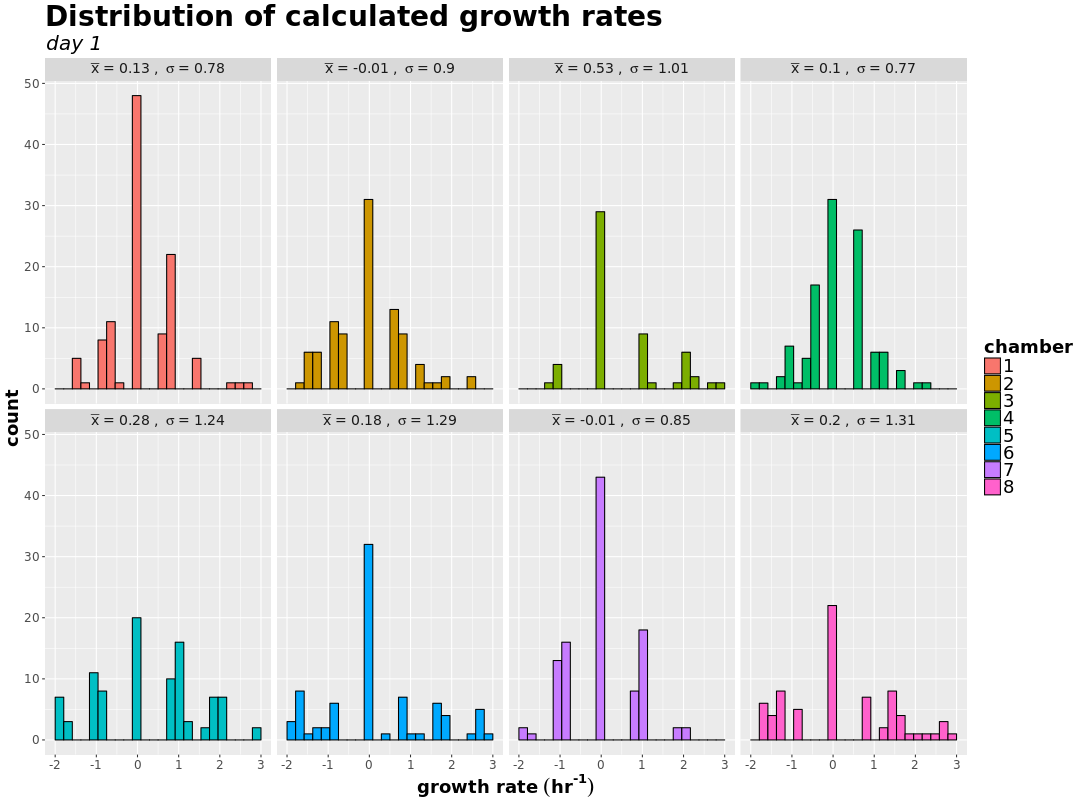 Distribution of calculated growth rates
day 1
x̅ = 0.13 , σ = 0.78
x̅ = -0.01 , σ = 0.9
x̅ = 0.53 , σ = 1.01
x̅ = 0.1 , σ = 0.77
50
40
30
20
10
0
x̅ = 0.28 , σ = 1.24
x̅ = 0.18 , σ = 1.29
x̅ = -0.01 , σ = 0.85
x̅ = 0.2 , σ = 1.31
50
40
30
20
10
0
-2 -1 0 1 2 3
-2 -1 0 1 2 3
-2 -1 0 1 2 3
-2 -1 0 1 2 3
growth rate (hr⁻¹)
count
chamber
1
2
3
4
5
6
7
8